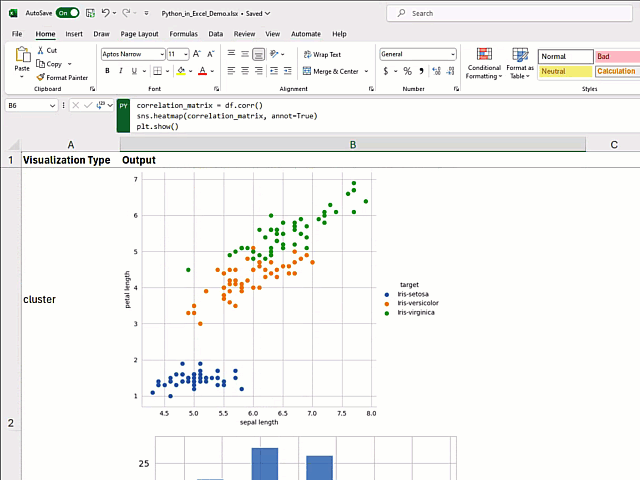 AutoSave On Python_in_Excel_Demo.xlsx • Saved Search
File Home Insert Draw Page Layout Formulas Data Review View Automate Help
Paste
Cut
Copy
Format Painter
Clipboard
Aptos Narrow 11
B I U
Font
Wrap Text
Merge & Center
Alignment
General
$ %
Number
Conditional Formatting
Format as Table
Normal Bad
Neutral Calculation
Styles
B6
PY
correlation_matrix = df.corr()
sns.heatmap(correlation_matrix, annot=True)
plt.show()
A B C
1 Visualization Type Output
2
cluster
petal length
7
6
5
4
3
2
1
4.5 5.0 5.5 6.0 6.5 7.0 7.5 8.0
sepal length
target
Iris-setosa
Iris-versicolor
Iris-virginica
25